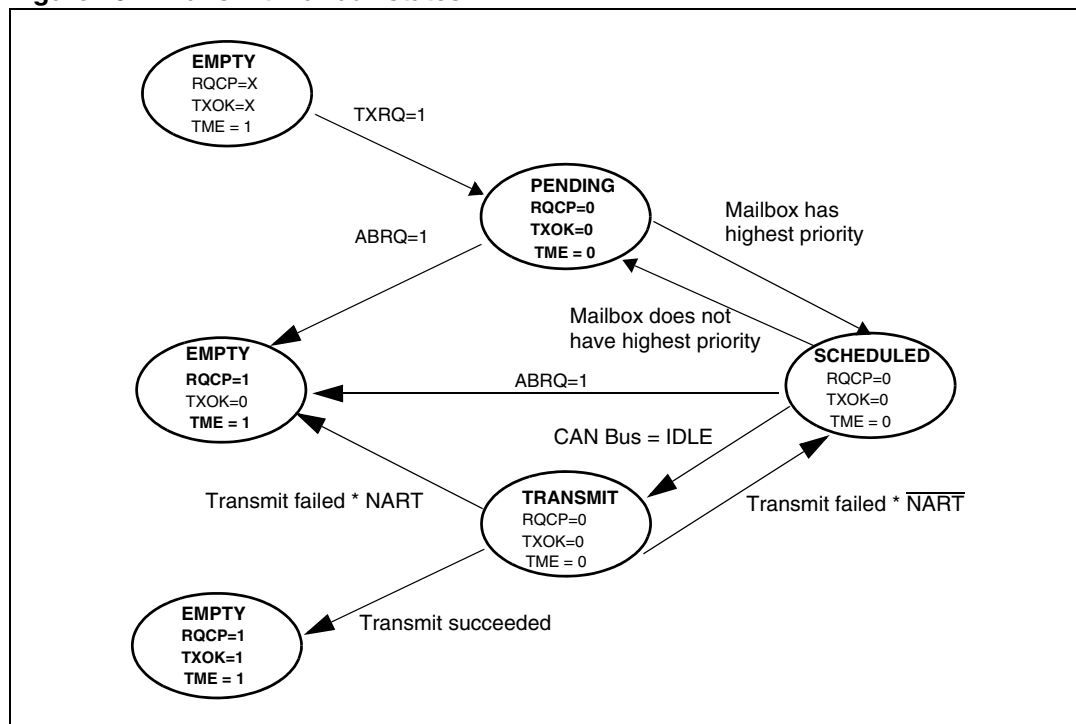 EMPTY
RQCP=X
TXOK=X
TME = 1
TXRQ=1
PENDING
RQCP=0
TXOK=0
TME = 0
Mailbox has
highest priority
ABRQ=1
Mailbox does not
have highest priority
EMPTY
RQCP=1
TXOK=0
TME = 1
SCHEDULED
RQCP=0
TXOK=0
TME = 0
ABRQ=1
CAN Bus = IDLE
Transmit failed * NART
TRANSMIT
RQCP=0
TXOK=0
TME = 0
Transmit failed * N̅A̅R̅T̅
EMPTY
RQCP=1
TXOK=1
TME = 1
Transmit succeeded